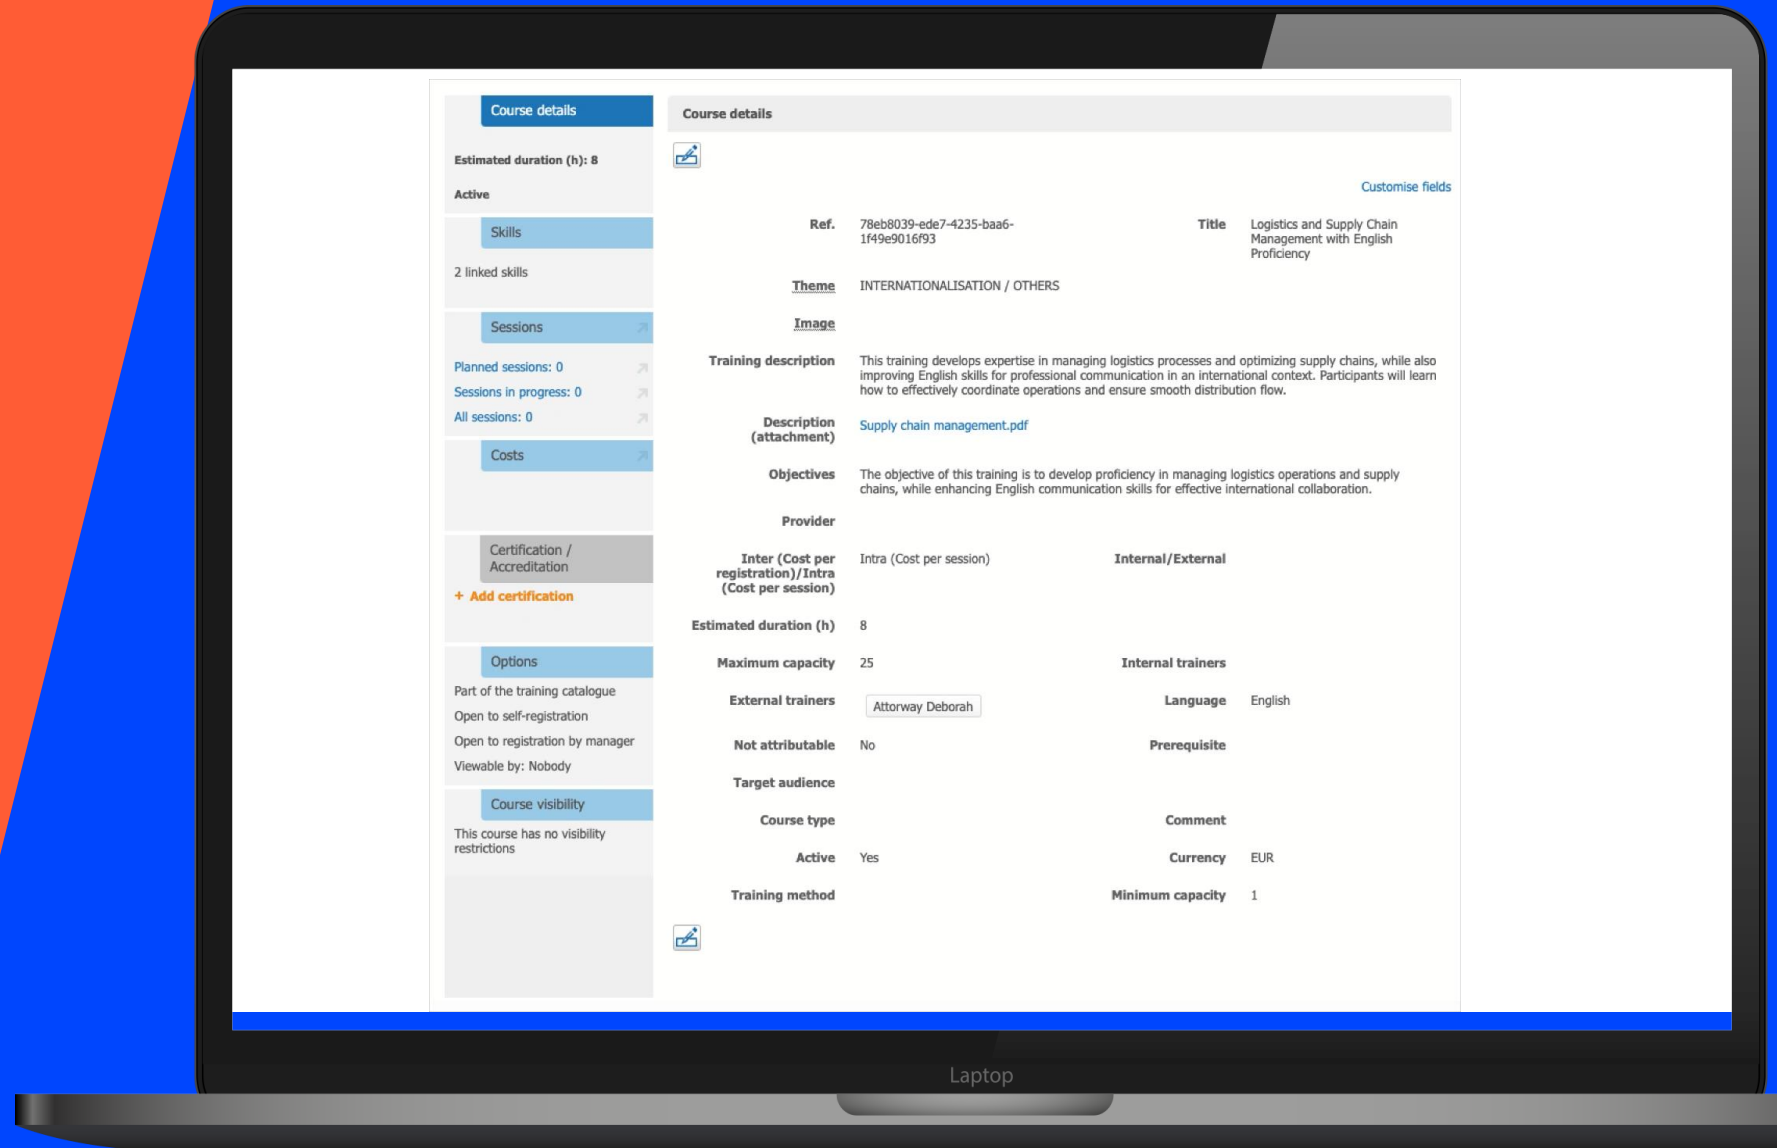 Course details
Estimated duration (h): 8
Active
Skills
2 linked skills
Sessions
Planned sessions: 0
Sessions in progress: 0
All sessions: 0
Costs
Certification /
Accreditation
+ Add certification
Options
Part of the training catalogue
Open to self-registration
Open to registration by manager
Viewable by: Nobody
Course visibility
This course has no visibility
restrictions
Course details
Customise fields
Ref.
78eb8039-ede7-4235-baa6-
1f49e9016f93
Title
Logistics and Supply Chain
Management with English
Proficiency
Theme
INTERNATIONALISATION / OTHERS
Image
Training description
This training develops expertise in managing logistics processes and optimizing supply chains, while also
improving English skills for professional communication in an international context. Participants will learn
how to effectively coordinate operations and ensure smooth distribution flow.
Description
(attachment)
Supply chain management.pdf
Objectives
The objective of this training is to develop proficiency in managing logistics operations and supply
chains, while enhancing English communication skills for effective international collaboration.
Provider
Inter (Cost per
registration)/Intra
(Cost per session)
Intra (Cost per session)
Internal/External
Estimated duration (h)
8
Maximum capacity
25
Internal trainers
External trainers
Attorway Deborah
Language
English
Not attributable
No
Prerequisite
Target audience
Course type
Comment
Active
Yes
Currency
EUR
Training method
Minimum capacity
1
Laptop